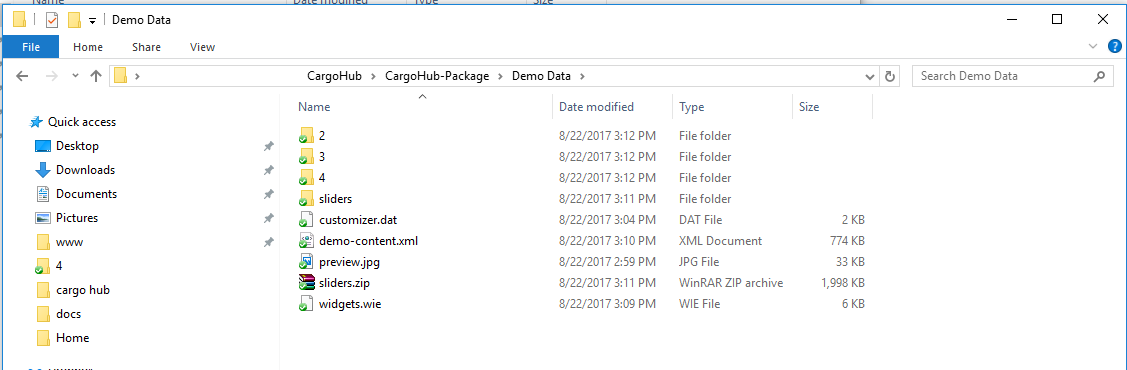 Name Date modified Type Size
Demo Data
File Home Share View
CargoHub CargoHub-Package Demo Data Search Demo Data
Name Date modified Type Size
Quick access
Desktop
Downloads
Documents
Pictures
www
4
cargo hub
docs
Home
2 8/22/2017 3:12 PM File folder
3 8/22/2017 3:12 PM File folder
4 8/22/2017 3:12 PM File folder
sliders 8/22/2017 3:11 PM File folder
customizer.dat 8/22/2017 3:04 PM DAT File 2 KB
demo-content.xml 8/22/2017 3:10 PM XML Document 774 KB
preview.jpg 8/22/2017 2:59 PM JPG File 33 KB
sliders.zip 8/22/2017 3:11 PM WinRAR ZIP archive 1,998 KB
widgets.wie 8/22/2017 3:09 PM WIE File 6 KB